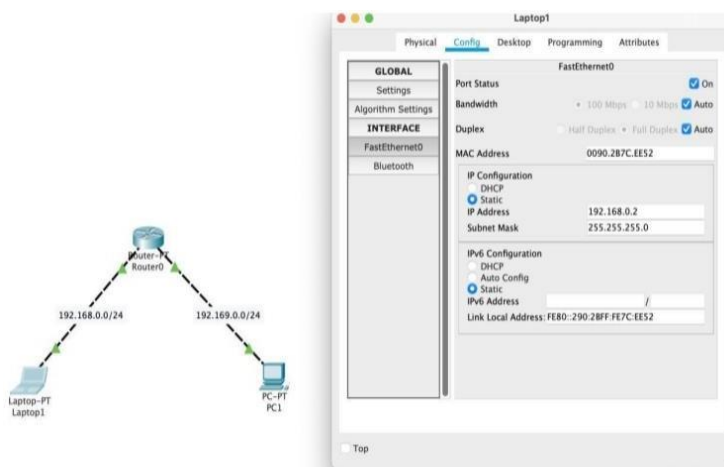 Router-PT
Router0
192.168.0.0/24
192.169.0.0/24
Laptop-PT
Laptop1
PC-PT
PC1
Laptop1
Physical Config Desktop Programming Attributes
GLOBAL
Settings
Algorithm Settings
INTERFACE
FastEthernet0
Bluetooth
FastEthernet0
Port Status On
Bandwidth 100 Mbps 10 Mbps Auto
Duplex Half Duplex Full Duplex Auto
MAC Address 0090.2B7C.EE52
IP Configuration
DHCP
Static
IP Address 192.168.0.2
Subnet Mask 255.255.255.0
IPv6 Configuration
DHCP
Auto Config
Static
IPv6 Address /
Link Local Address: FE80::290:2BFF:FE7C:EE52
Top